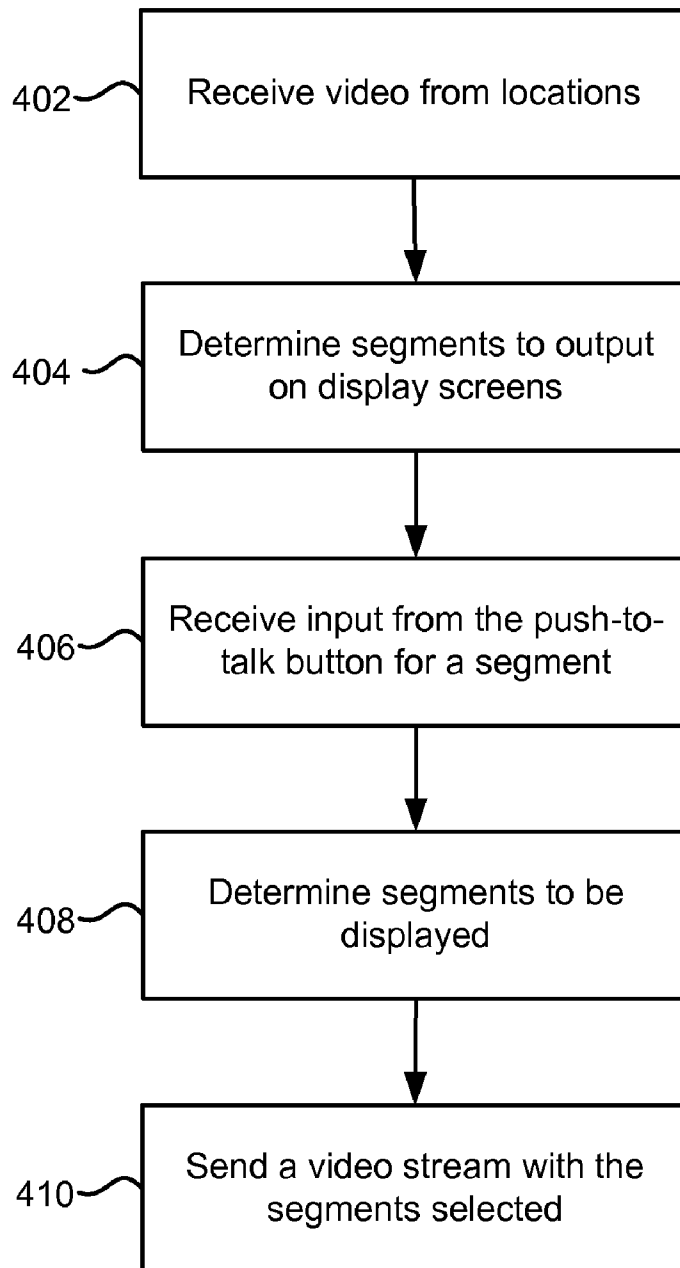 402
Receive video from locations
404
Determine segments to output
on display screens
406
Receive input from the push-to-
talk button for a segment
408
Determine segments to be
displayed
410
Send a video stream with the
segments selected